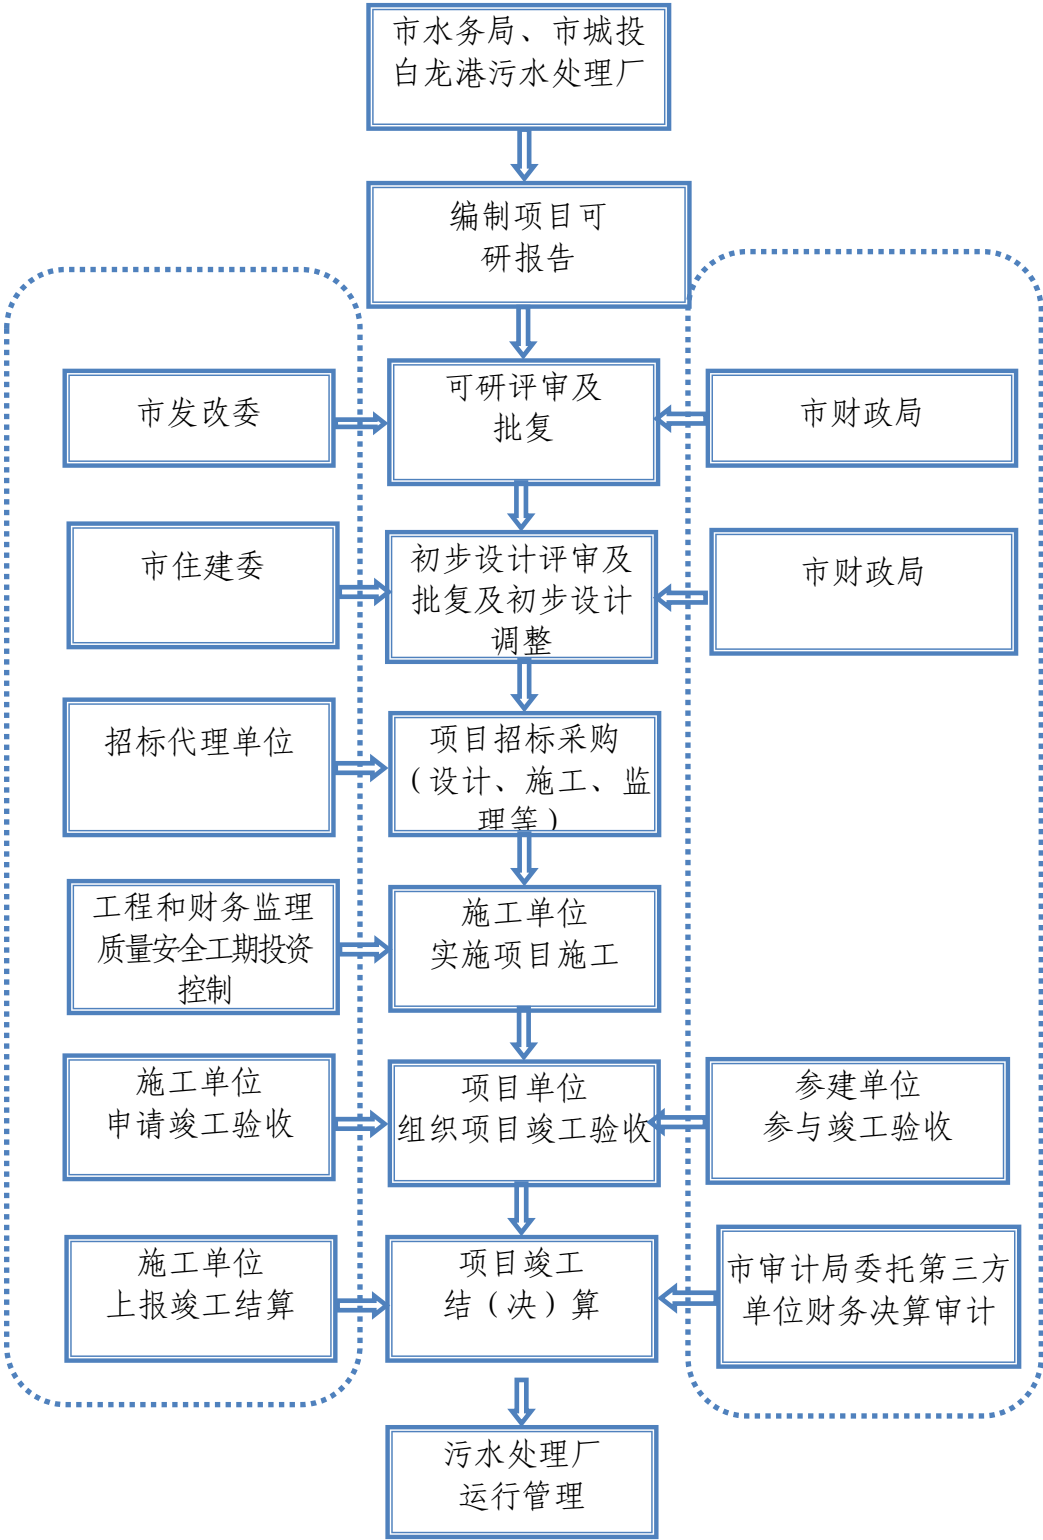 市水务局、市城投
白龙港污水处理厂
编制项目可
研报告
市发改委
可研评审及
批复
市财政局
市住建委
初步设计评审及
批复及初步设计
调整
市财政局
招标代理单位
项目招标采购
（设计、施工、监
理等）
工程和财务监理
质量安全工期投资
控制
施工单位
实施项目施工
施工单位
申请竣工验收
项目单位
组织项目竣工验收
参建单位
参与竣工验收
施工单位
上报竣工结算
项目竣工
结（决）算
市审计局委托第三方
单位财务决算审计
污水处理厂
运行管理